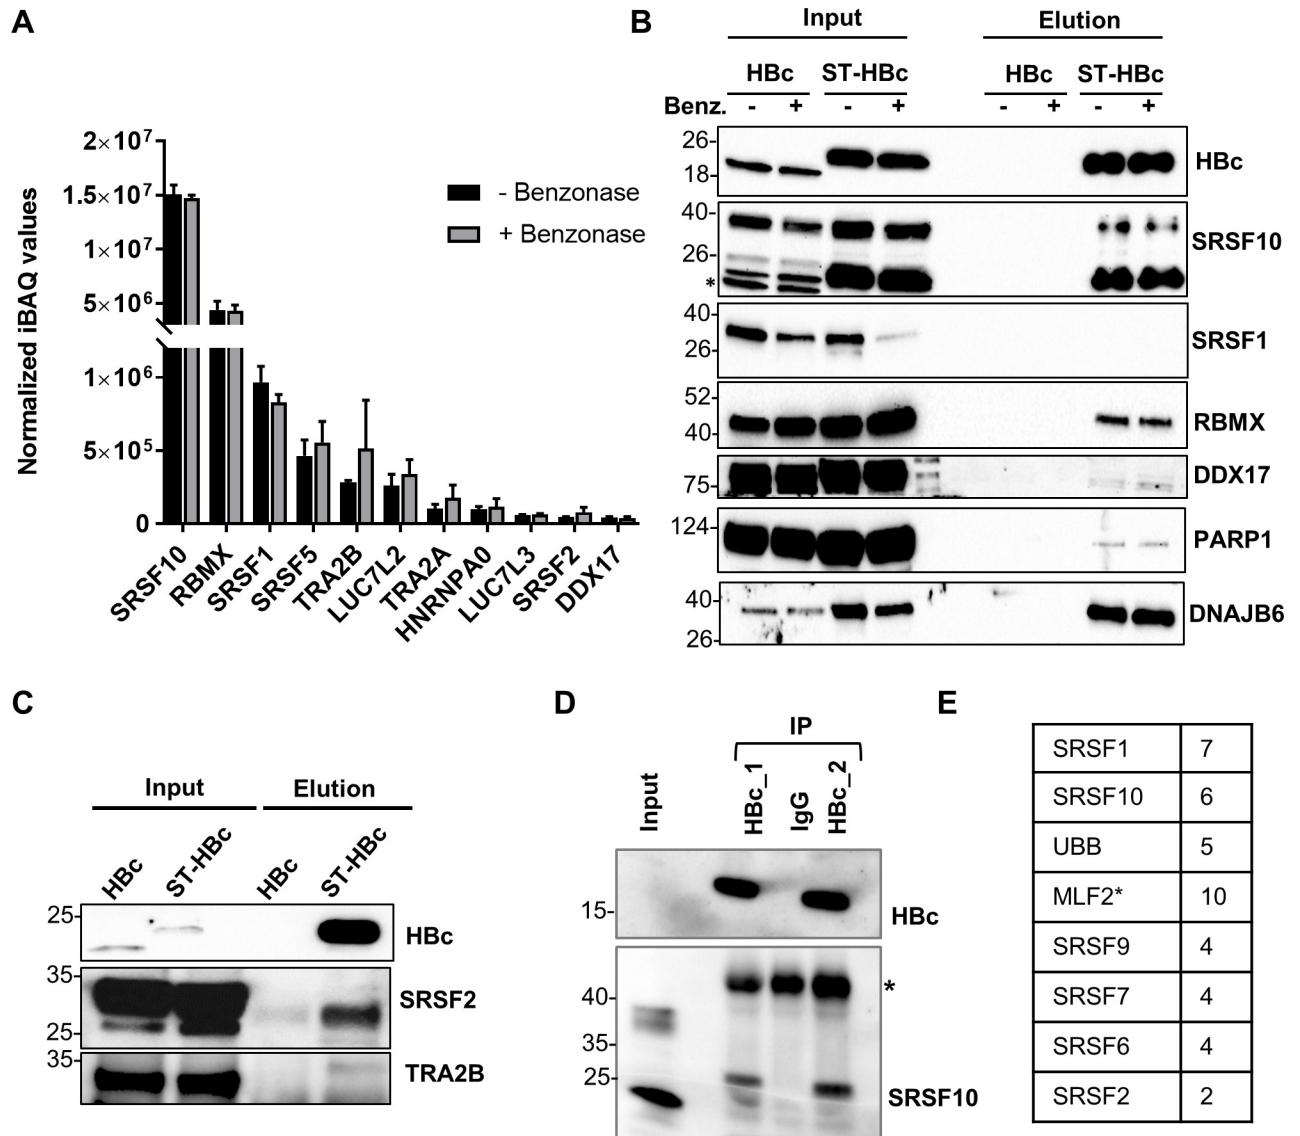 A
Normalized iBAQ values
2×10⁷
1.5×10⁷
1×10⁷
5×10⁶
1×10⁶
5×10⁵
0
- Benzonase
+ Benzonase
SRSF10
RBMX
SRSF1
SRSF5
TRA2B
LUC7L2
TRA2A
HNRNPA0
LUC7L3
SRSF2
DDX17
B
Input Elution
HBc ST-HBc HBc ST-HBc
Benz. - + - + - + - +
26-
18-
HBc
40-
26-
*
SRSF10
40-
26-
SRSF1
52-
40-
RBMX
75-
DDX17
124-
PARP1
40-
26-
DNAJB6
C
Input Elution
HBc ST-HBc HBc ST-HBc
25-
HBc
35-
25-
SRSF2
35-
TRA2B
D
IP
Input HBc_1 IgG HBc_2
15-
HBc
40-
35-
25-
*
SRSF10
E
SRSF1 7
SRSF10 6
UBB 5
MLF2* 10
SRSF9 4
SRSF7 4
SRSF6 4
SRSF2 2